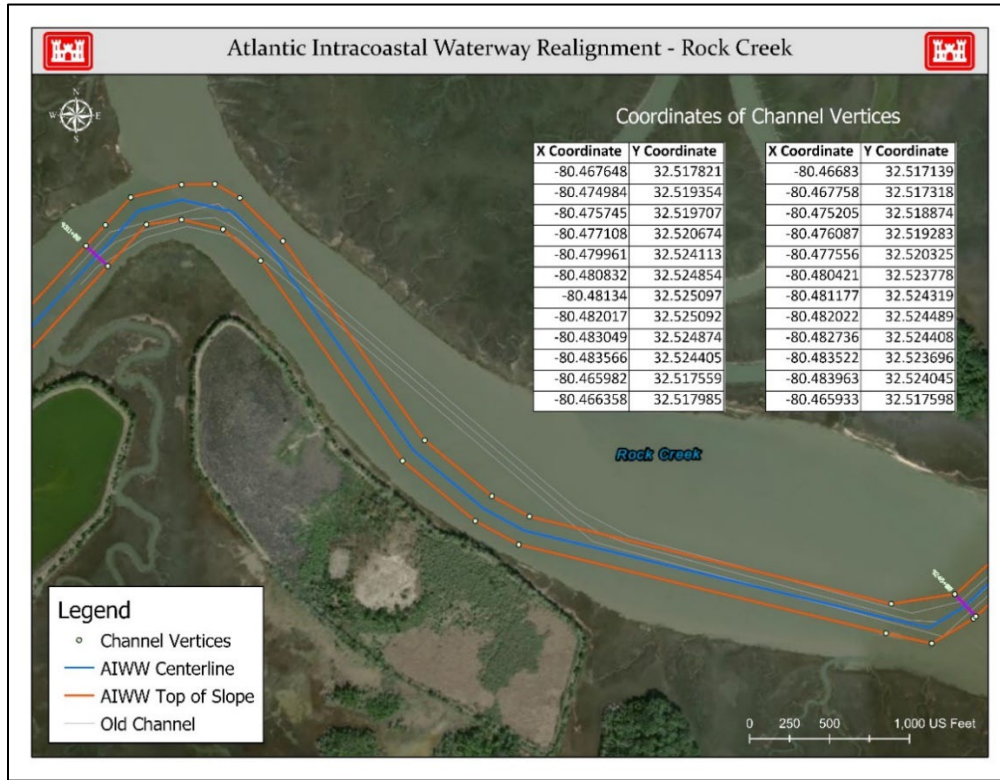 Atlantic Intracoastal Waterway Realignment - Rock Creek
N
W E
S
Coordinates of Channel Vertices
X Coordinate Y Coordinate
-80.467648 32.517821
-80.474984 32.519354
-80.475745 32.519707
-80.477108 32.520674
-80.479961 32.524113
-80.480832 32.524854
-80.48134 32.525097
-80.482017 32.525092
-80.483049 32.524874
-80.483566 32.524405
-80.465982 32.517559
-80.466358 32.517985
X Coordinate Y Coordinate
-80.46683 32.517139
-80.467758 32.517318
-80.475205 32.518874
-80.476087 32.519283
-80.477556 32.520325
-80.480421 32.523778
-80.481177 32.524319
-80.482022 32.524489
-80.482736 32.524408
-80.483522 32.523696
-80.483963 32.524045
-80.465933 32.517598
Rock Creek
Legend
Channel Vertices
AIWW Centerline
AIWW Top of Slope
Old Channel
0 250 500 1,000 US Feet